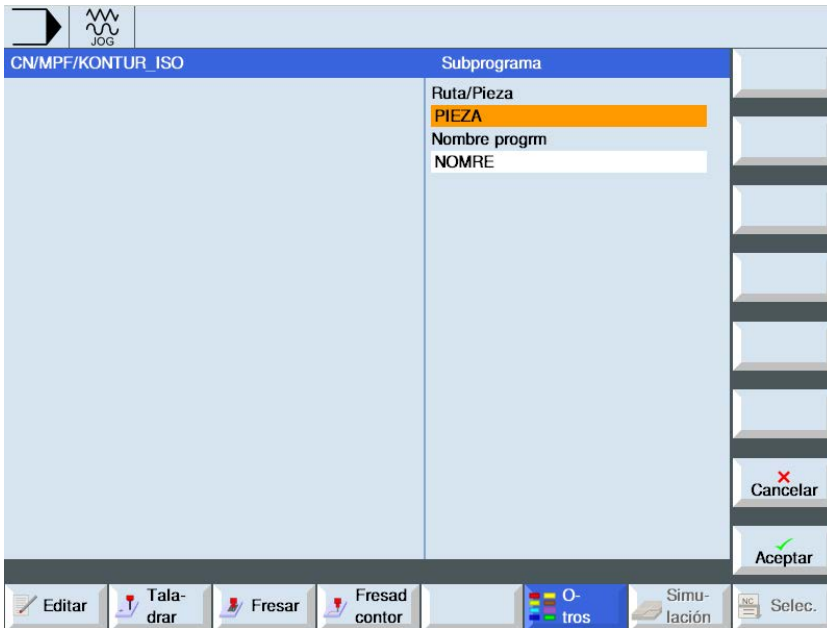 JOG
CN/MPF/KONTUR_ISO
Subprograma
Ruta/Pieza
PIEZA
Nombre progrm
NOMRE
Cancelar
Aceptar
Editar
Tala-
drar
Fresar
Fresad
contor
O-
tros
Simu-
lación
NC
Selec.